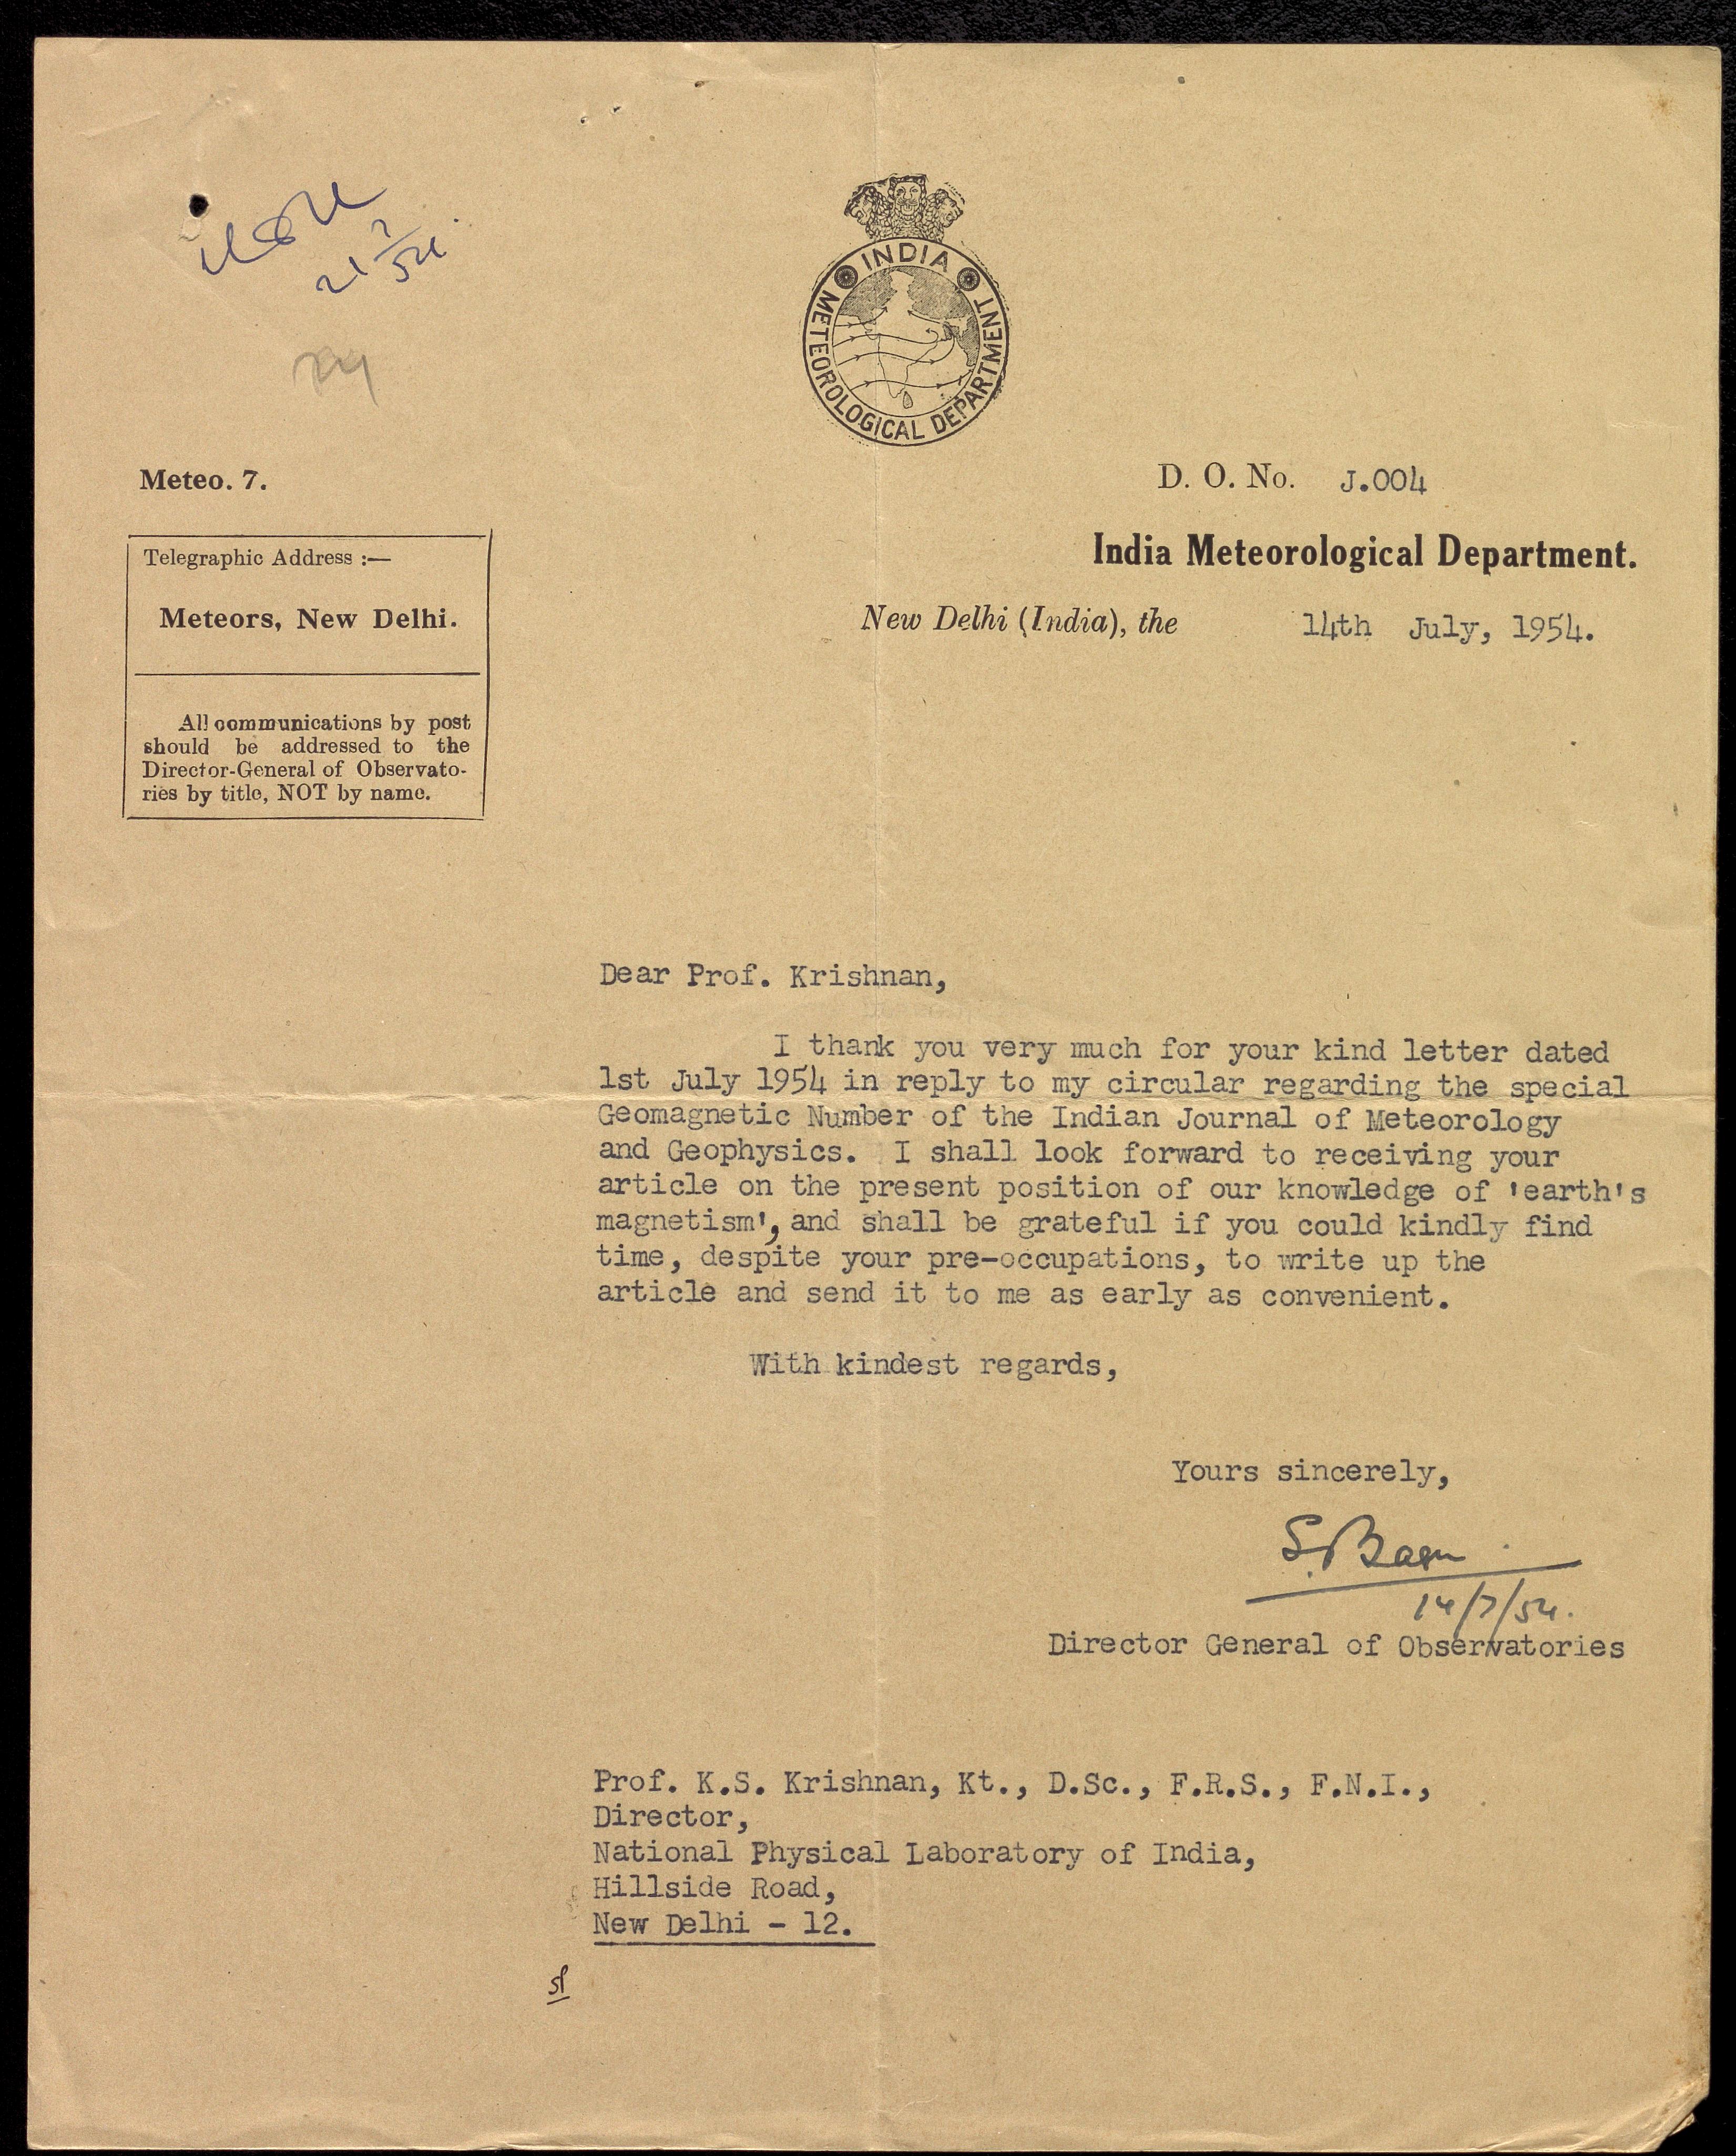 INDIA
METEOROLOGICAL DEPARTMENT
Meteo. 7.
D. O. No. J.004
India Meteorological Department.
New Delhi (India), the 14th July, 1954.
Telegraphic Address :—
Meteors, New Delhi.
All communications by post
should be addressed to the
Director-General of Observato-
ries by title, NOT by name.
Dear Prof. Krishnan,
I thank you very much for your kind letter dated
1st July 1954 in reply to my circular regarding the special
Geomagnetic Number of the Indian Journal of Meteorology
and Geophysics. I shall look forward to receiving your
article on the present position of our knowledge of 'earth's
magnetism', and shall be grateful if you could kindly find
time, despite your pre-occupations, to write up the
article and send it to me as early as convenient.
With kindest regards,
Yours sincerely,
S. Basu
14/7/54.
Director General of Observatories
Prof. K.S. Krishnan, Kt., D.Sc., F.R.S., F.N.I.,
Director,
National Physical Laboratory of India,
Hillside Road,
New Delhi - 12.